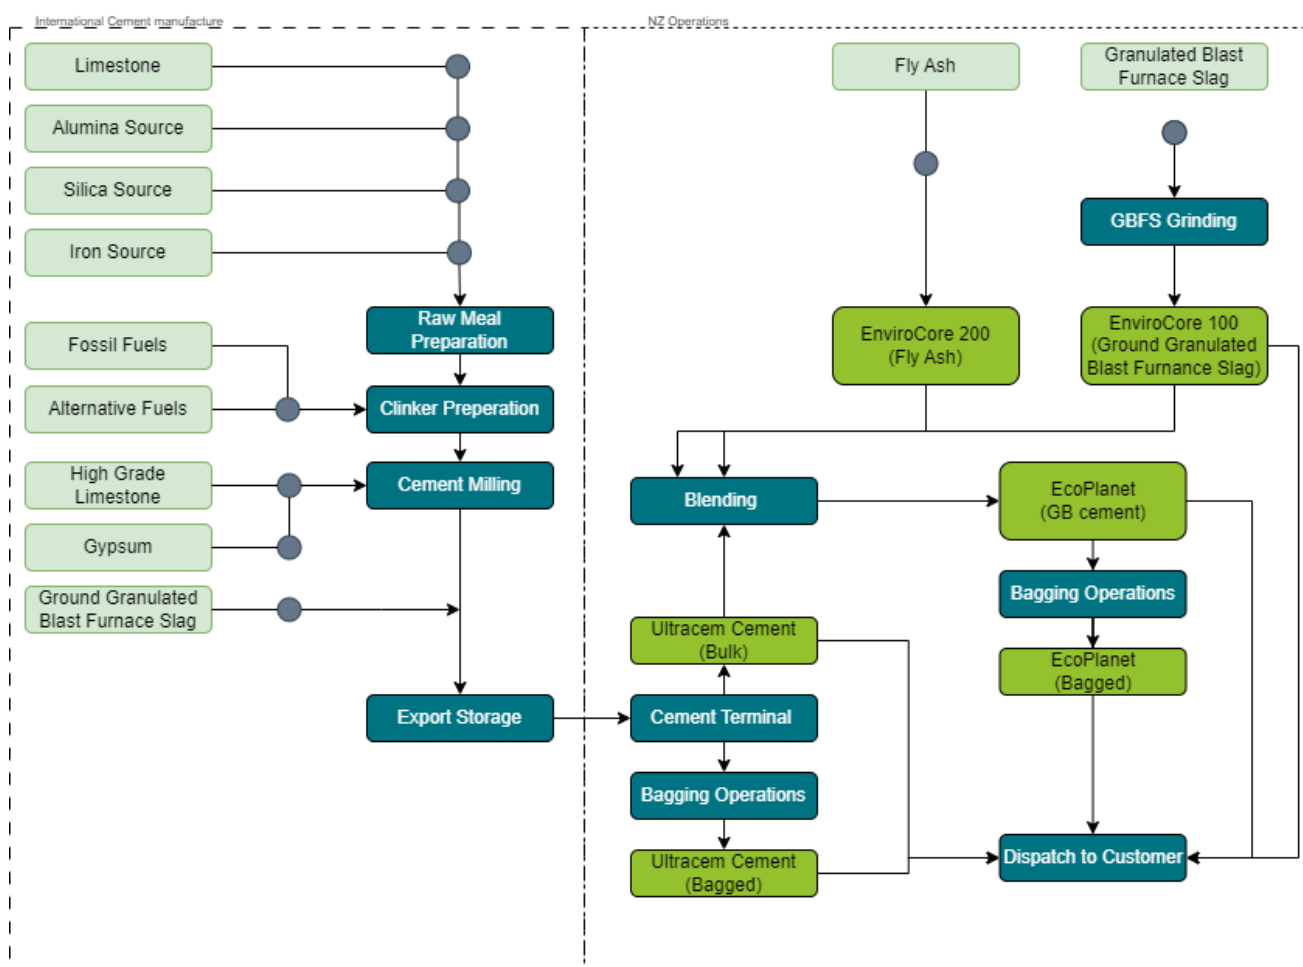 International Cement manufacture
NZ Operations
Limestone
Alumina Source
Silica Source
Iron Source
Raw Meal
Preparation
Fossil Fuels
Alternative Fuels
Clinker Preperation
High Grade
Limestone
Cement Milling
Gypsum
Ground Granulated
Blast Furnace Slag
Export Storage
Fly Ash
Granulated Blast
Furnace Slag
GBFS Grinding
EnviroCore 200
(Fly Ash)
EnviroCore 100
(Ground Granulated
Blast Furnance Slag)
Blending
EcoPlanet
(GB cement)
Bagging Operations
EcoPlanet
(Bagged)
Ultracem Cement
(Bulk)
Cement Terminal
Bagging Operations
Ultracem Cement
(Bagged)
Dispatch to Customer